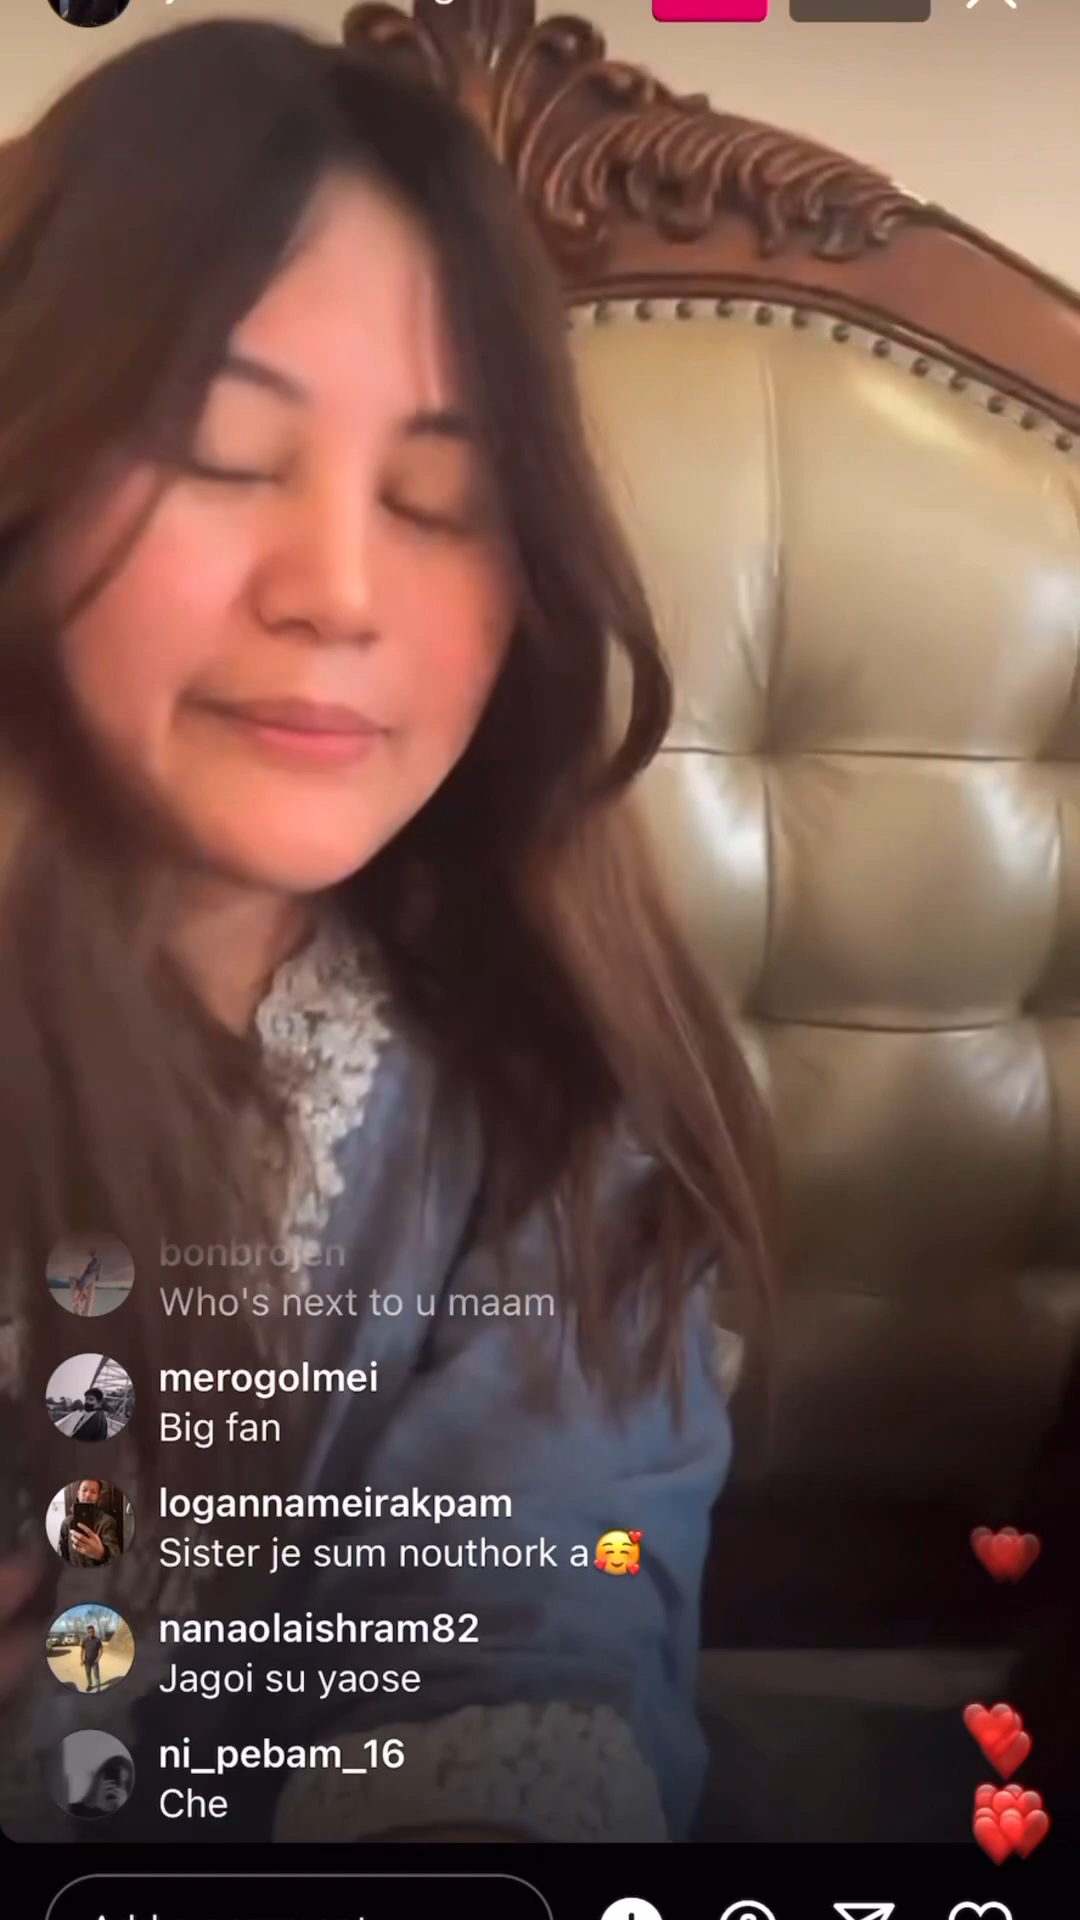 bonbrojen
Who's next to u maam
merogolmei
Big fan
logannameirakpam
Sister je sum nouthork a🥰
nanaolaishram82
Jagoi su yaose
ni_pebam_16
Che